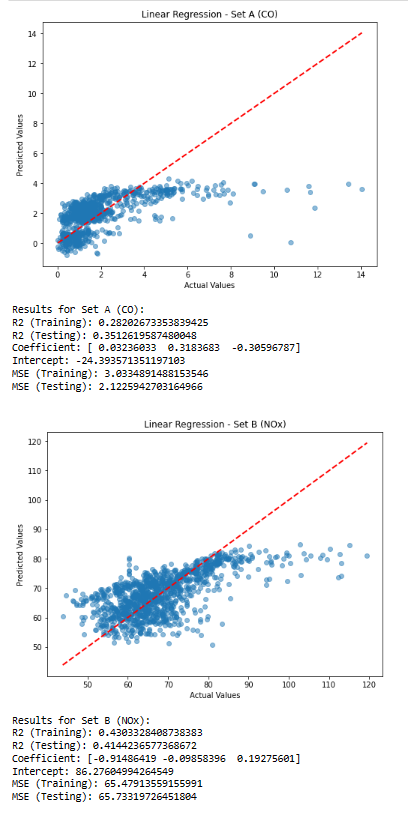 Linear Regression - Set A (CO)
14
12
10
8
6
4
2
0
Predicted Values
0 2 4 6 8 10 12 14
Actual Values
Results for Set A (CO):
R2 (Training): 0.28202673353839425
R2 (Testing): 0.3512619587480048
Coefficient: [ 0.03236033  0.3183683  -0.30596787]
Intercept: -24.393571351197103
MSE (Training): 3.0334891488153546
MSE (Testing): 2.1225942703164966
Linear Regression - Set B (NOx)
120
110
100
90
80
70
60
50
Predicted Values
50 60 70 80 90 100 110 120
Actual Values
Results for Set B (NOx):
R2 (Training): 0.4303328408738383
R2 (Testing): 0.4144236577368672
Coefficient: [-0.91486419 -0.09858396  0.19275601]
Intercept: 86.27604994264549
MSE (Training): 65.47913559155991
MSE (Testing): 65.73319726451804